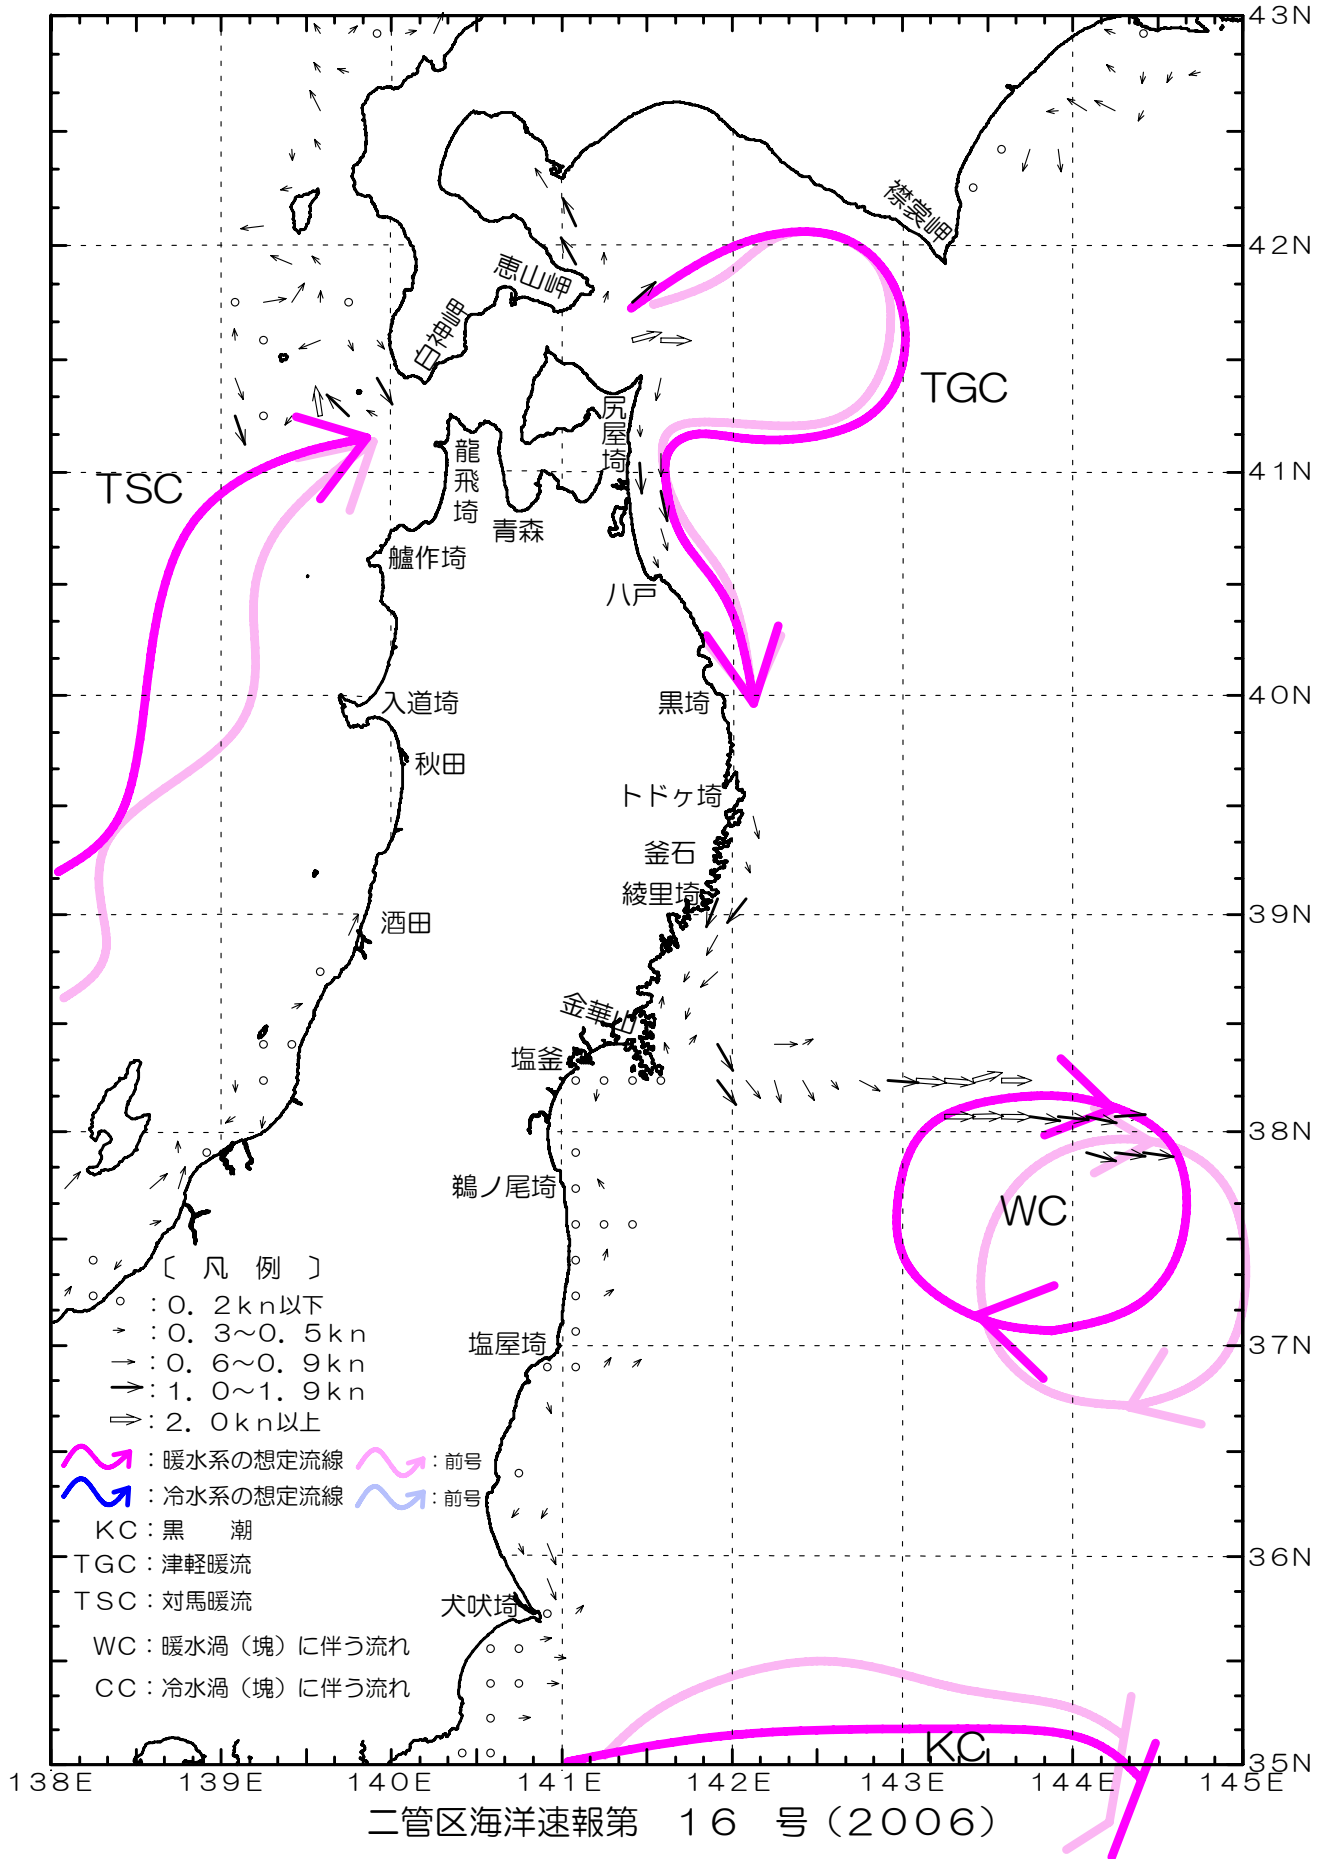 43N
襟裳岬
42N
恵山岬
白神岬
TGC
尻屋埼
TSC
龍飛埼
41N
青森
艫作埼
八戸
入道埼
黒埼
40N
秋田
トドヶ埼
釜石
綾里埼
酒田
39N
金華山
塩釜
38N
鵜ノ尾埼
WC
〔 凡 例 〕
：0．2kn以下
：0．3～0．5kn
：0．6～0．9kn
：1．0～1．9kn
：2．0kn以上
塩屋埼
37N
：暖水系の想定流線 ：前号
：冷水系の想定流線 ：前号
KC：黒 潮
TGC：津軽暖流
36N
TSC：対馬暖流
犬吠埼
WC：暖水渦（塊）に伴う流れ
CC：冷水渦（塊）に伴う流れ
KC
35N
138E 139E 140E 141E 142E 143E 144E 145E
二管区海洋速報第 16 号（2006）